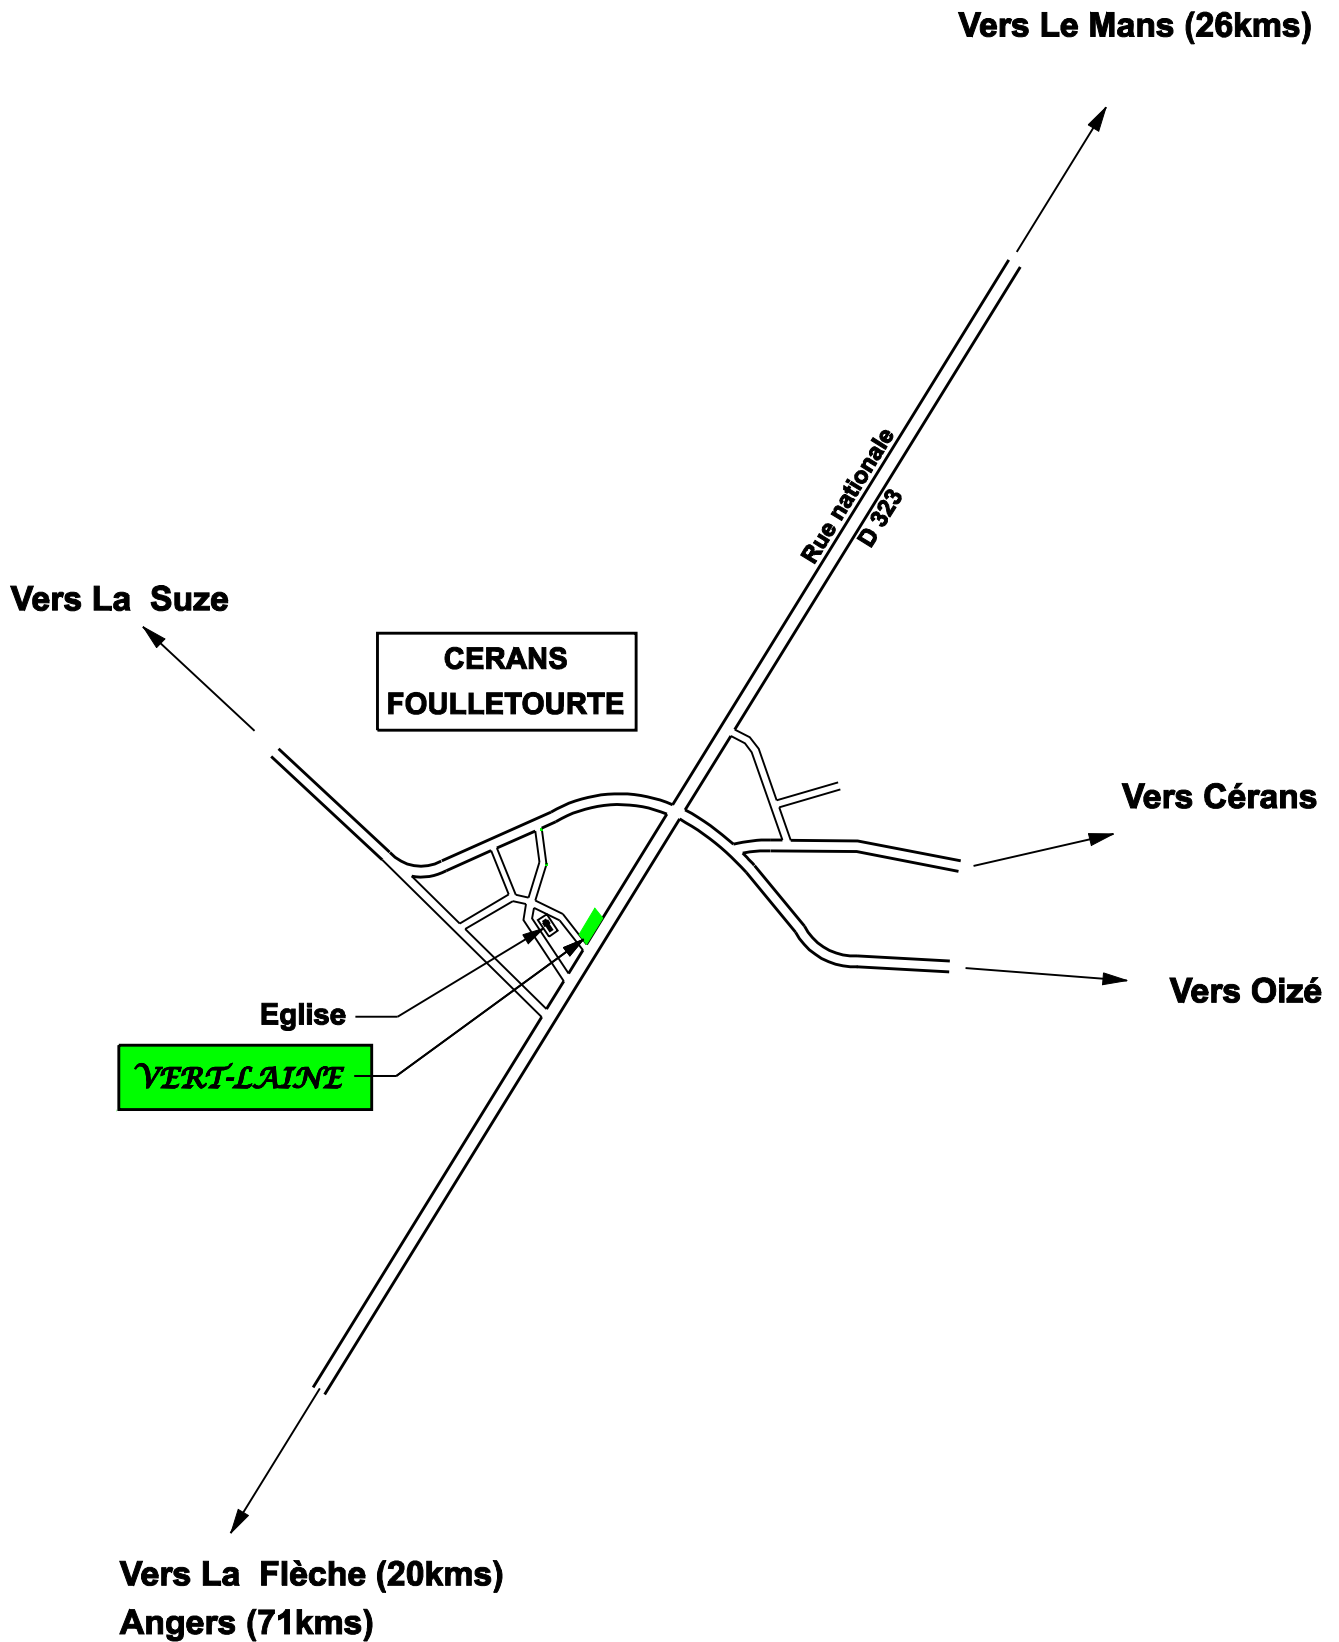 Vers Le Mans (26kms)
Rue nationale
D 323
Vers La Suze
CERANS
FOULLETOURTE
Vers Cérans
Vers Oizé
Eglise
VERT-LAINE
Vers La Flèche (20kms)
Angers (71kms)